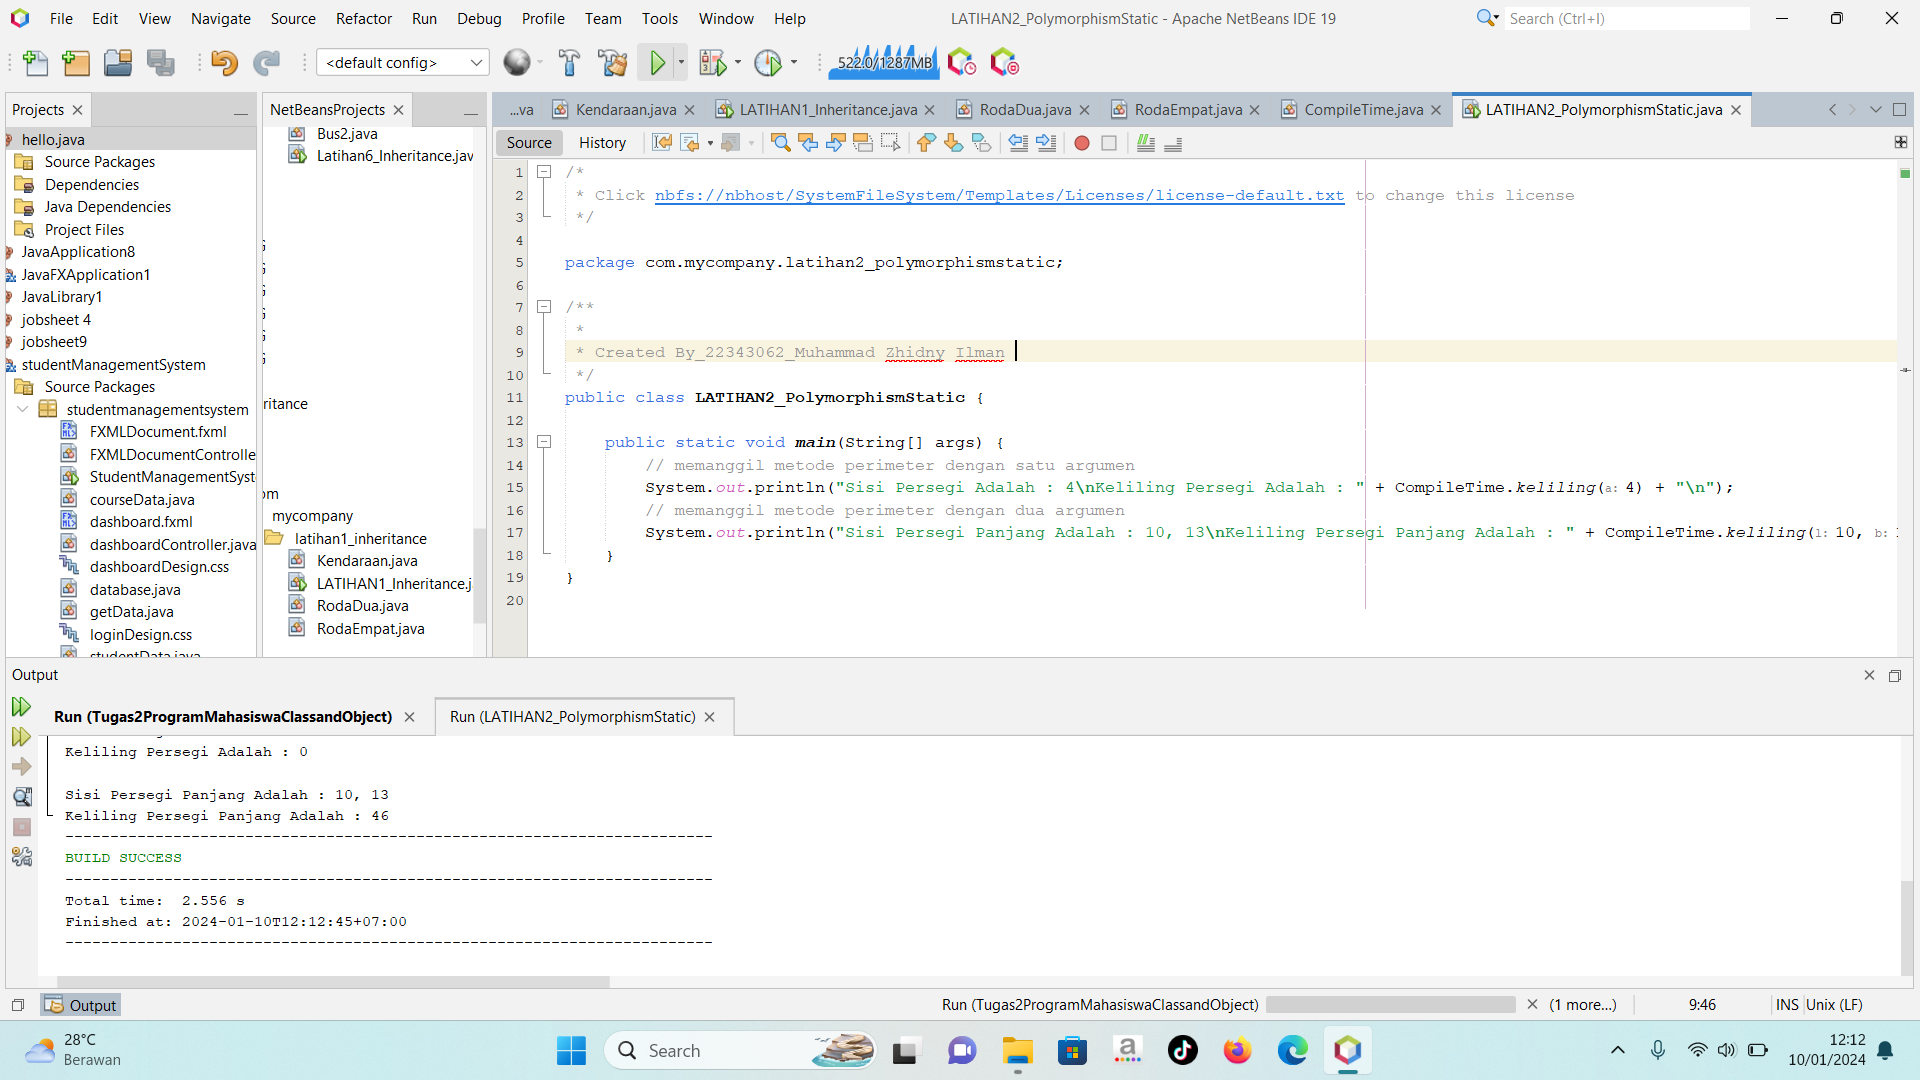 File Edit View Navigate Source Refactor Run Debug Profile Team Tools Window Help
LATIHAN2_PolymorphismStatic - Apache NetBeans IDE 19
Search (Ctrl+I)
<default config>
522.0/1287MB
Projects
hello.java
Source Packages
Dependencies
Java Dependencies
Project Files
JavaApplication8
JavaFXApplication1
JavaLibrary1
jobsheet 4
jobsheet9
studentManagementSystem
Source Packages
studentmanagementsystem
FXMLDocument.fxml
FXMLDocumentControlle
StudentManagementSyst
courseData.java
dashboard.fxml
dashboardController.java
dashboardDesign.css
database.java
getData.java
loginDesign.css
studentData.java
NetBeansProjects
Bus2.java
Latihan6_Inheritance.jav
ritance
om
mycompany
latihan1_inheritance
Kendaraan.java
LATIHAN1_Inheritance.j
RodaDua.java
RodaEmpat.java
...va Kendaraan.java LATIHAN1_Inheritance.java RodaDua.java RodaEmpat.java CompileTime.java LATIHAN2_PolymorphismStatic.java
Source History
1 /*
2 * Click nbfs://nbhost/SystemFileSystem/Templates/Licenses/license-default.txt to change this license
3 */
4
5 package com.mycompany.latihan2_polymorphismstatic;
6
7 /**
8 *
9 * Created By_22343062_Muhammad Zhidny Ilman
10 */
11 public class LATIHAN2_PolymorphismStatic {
12
13 public static void main(String[] args) {
14 // memanggil metode perimeter dengan satu argumen
15 System.out.println("Sisi Persegi Adalah : 4\nKeliling Persegi Adalah : " + CompileTime.keliling(a: 4) + "\n");
16 // memanggil metode perimeter dengan dua argumen
17 System.out.println("Sisi Persegi Panjang Adalah : 10, 13\nKeliling Persegi Panjang Adalah : " + CompileTime.keliling(l: 10, b:
18 }
19 }
20
Output
Run (Tugas2ProgramMahasiswaClassandObject) Run (LATIHAN2_PolymorphismStatic)
Keliling Persegi Adalah : 0
Sisi Persegi Panjang Adalah : 10, 13
Keliling Persegi Panjang Adalah : 46
------------------------------------------------------------------------
BUILD SUCCESS
------------------------------------------------------------------------
Total time: 2.556 s
Finished at: 2024-01-10T12:12:45+07:00
------------------------------------------------------------------------
Output
Run (Tugas2ProgramMahasiswaClassandObject) (1 more...) 9:46 INS Unix (LF)
28°C
Berawan
Search
12:12
10/01/2024